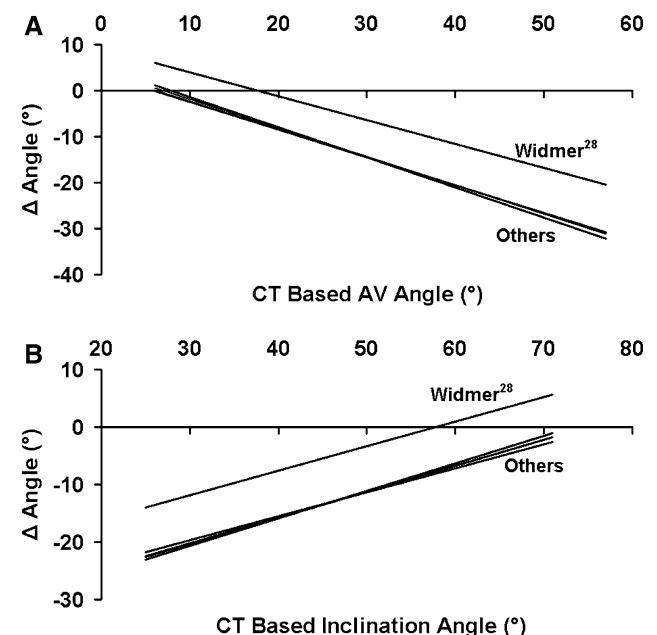 A
0 10 20 30 40 50 60
10
0
-10
Widmer28
-20
Δ Angle (°)
-30
Others
-40
CT Based AV Angle (°)
B
20 30 40 50 60 70 80
10
Widmer28
0
Others
-10
Δ Angle (°)
-20
-30
CT Based Inclination Angle (°)